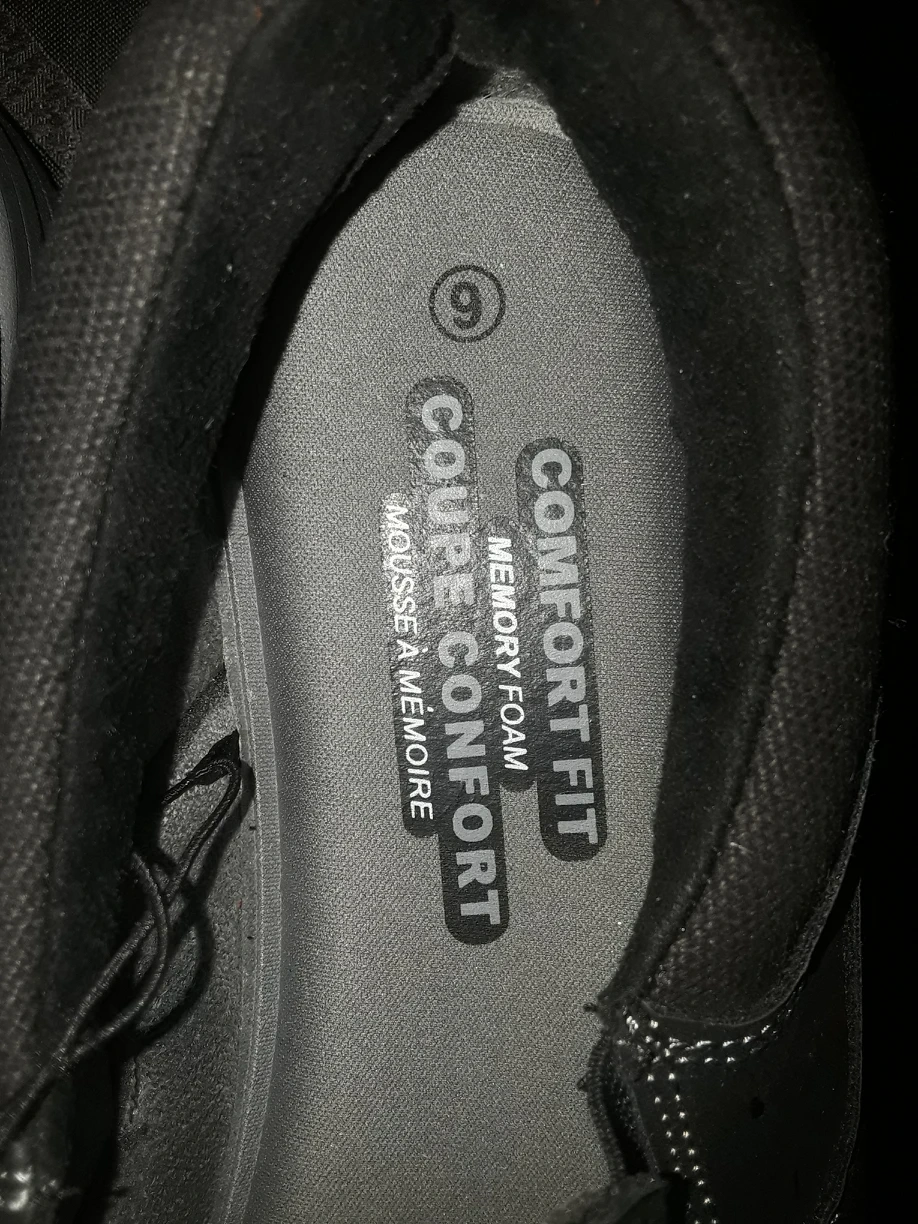 9
COMFORT FIT
MEMORY FOAM
COUPE CONFORT
MOUSSE À MÉMOIRE